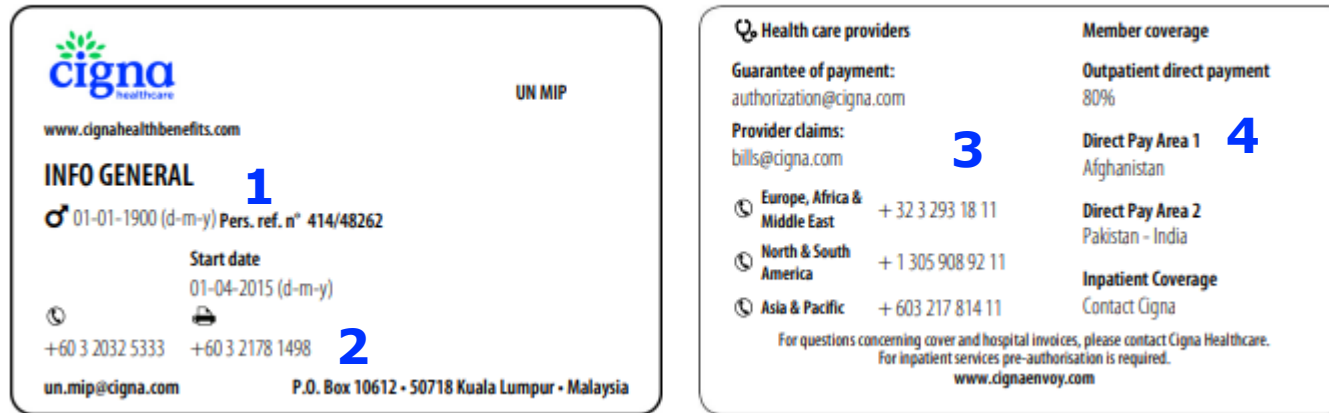 cigna
healthcare
UN MIP
www.cignahealthbenefits.com
INFO GENERAL
1
01-01-1900 (d-m-y) Pers. ref. n° 414/48262
Start date
01-04-2015 (d-m-y)
+60 3 2032 5333 +60 3 2178 1498
2
un.mip@cigna.com P.O. Box 10612 • 50718 Kuala Lumpur • Malaysia
Health care providers
Guarantee of payment:
authorization@cigna.com
Provider claims:
bills@cigna.com
3
Europe, Africa &
Middle East + 32 3 293 18 11
North & South
America + 1 305 908 92 11
Asia & Pacific + 603 217 814 11
Member coverage
Outpatient direct payment
80%
4
Direct Pay Area 1
Afghanistan
Direct Pay Area 2
Pakistan - India
Inpatient Coverage
Contact Cigna
For questions concerning cover and hospital invoices, please contact Cigna Healthcare.
For inpatient services pre-authorisation is required.
www.cignaenvoy.com